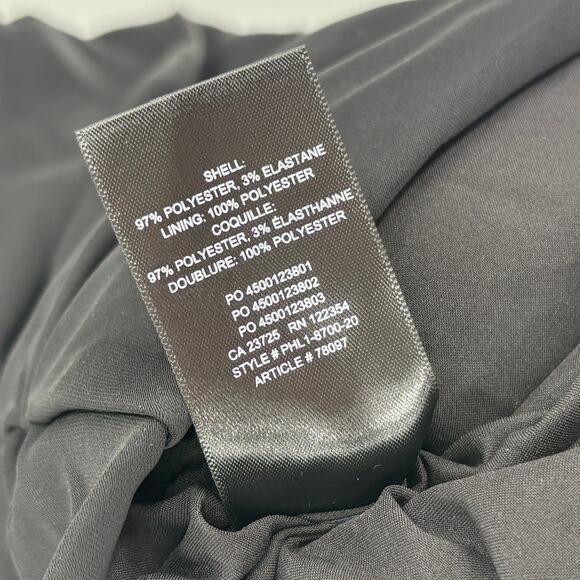 SHELL:
97% POLYESTER, 3% ELASTANE
LINING: 100% POLYESTER
COQUILLE:
97% POLYESTER, 3% ÉLASTHANNE
DOUBLURE: 100% POLYESTER
PO 4500123801
PO 4500123802
PO 4500123803
CA 23725 RN 122354
STYLE # PHL1-8700-20
ARTICLE # 78097